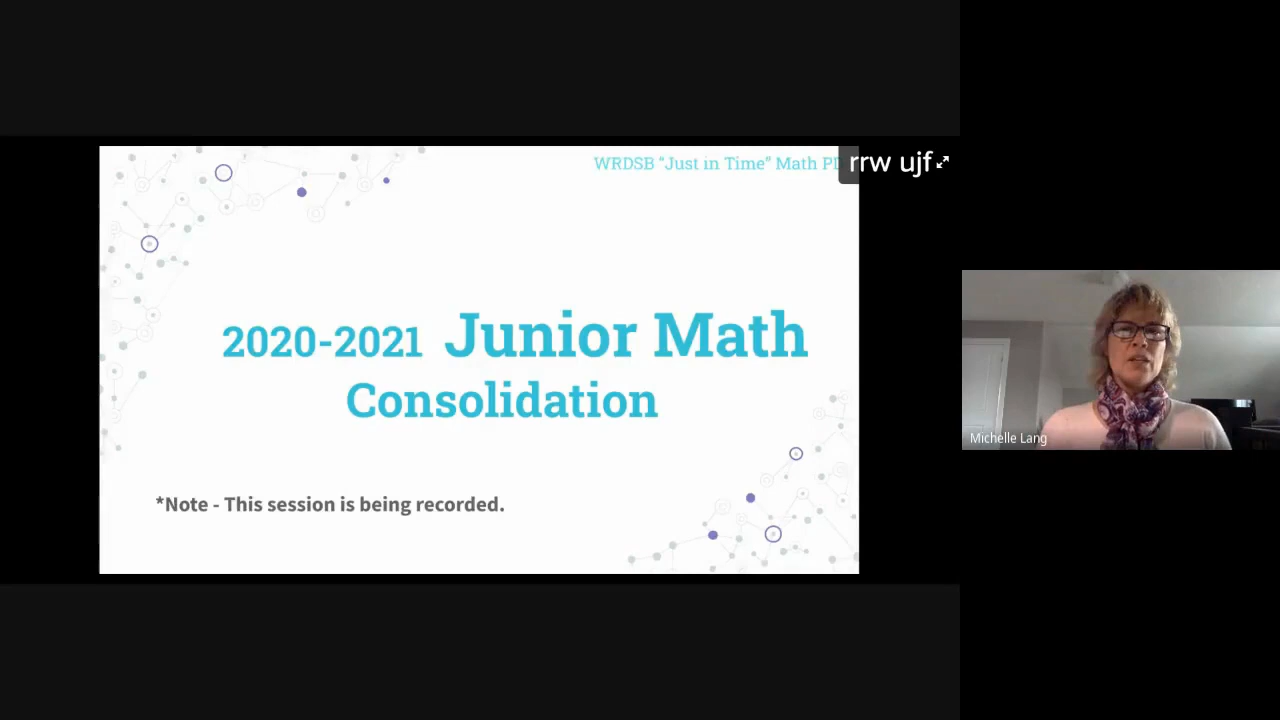 WRDSB "Just in Time" Math
rrw ujf
2020-2021 Junior Math
Consolidation
*Note - This session is being recorded.
Michelle Lang